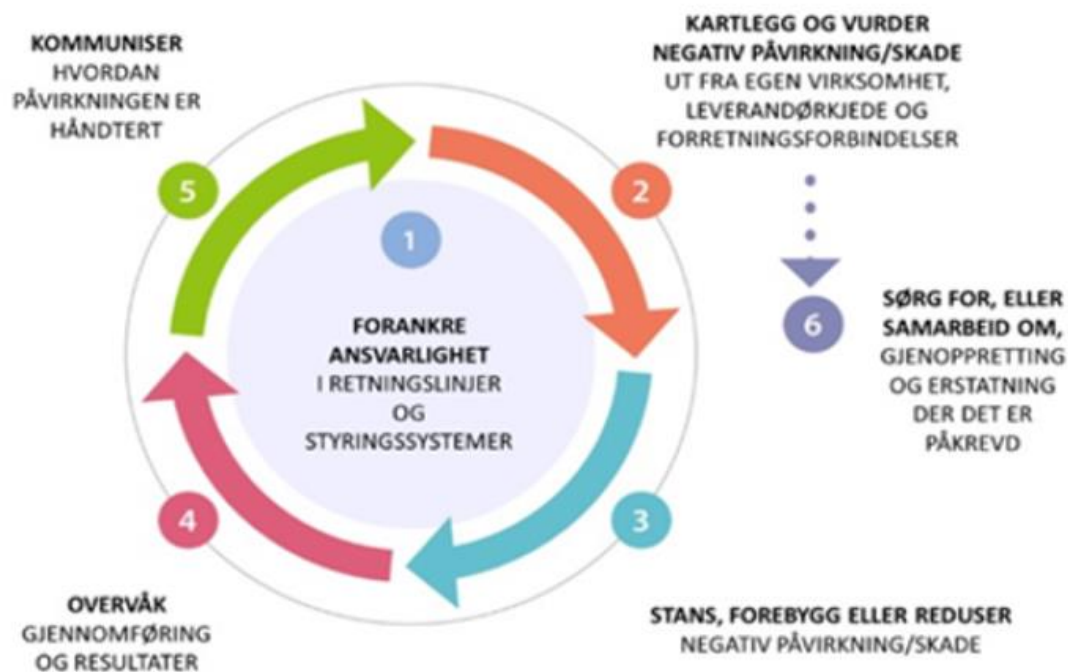 KOMMUNISER
HVORDAN
PÅVIRKNINGEN ER
HÅNDTERT
KARTLEGG OG VURDER
NEGATIV PÅVIRKNING/SKADE
UT FRA EGEN VIRKSOMHET,
LEVERANDØRKJEDE OG
FORRETNINGSFORBINDELSER
5
2
1
FORANKRE
ANSVARLIGHET
I RETNINGSLINJER
OG
STYRINGSSYSTEMER
6
SØRG FOR, ELLER
SAMARBEID OM,
GJENOPPRETTING
OG ERSTATNING
DER DET ER
PÅKREVD
4
3
OVERVÅK
GJENNOMFØRING
OG RESULTATER
STANS, FOREBYGG ELLER REDUSER
NEGATIV PÅVIRKNING/SKADE